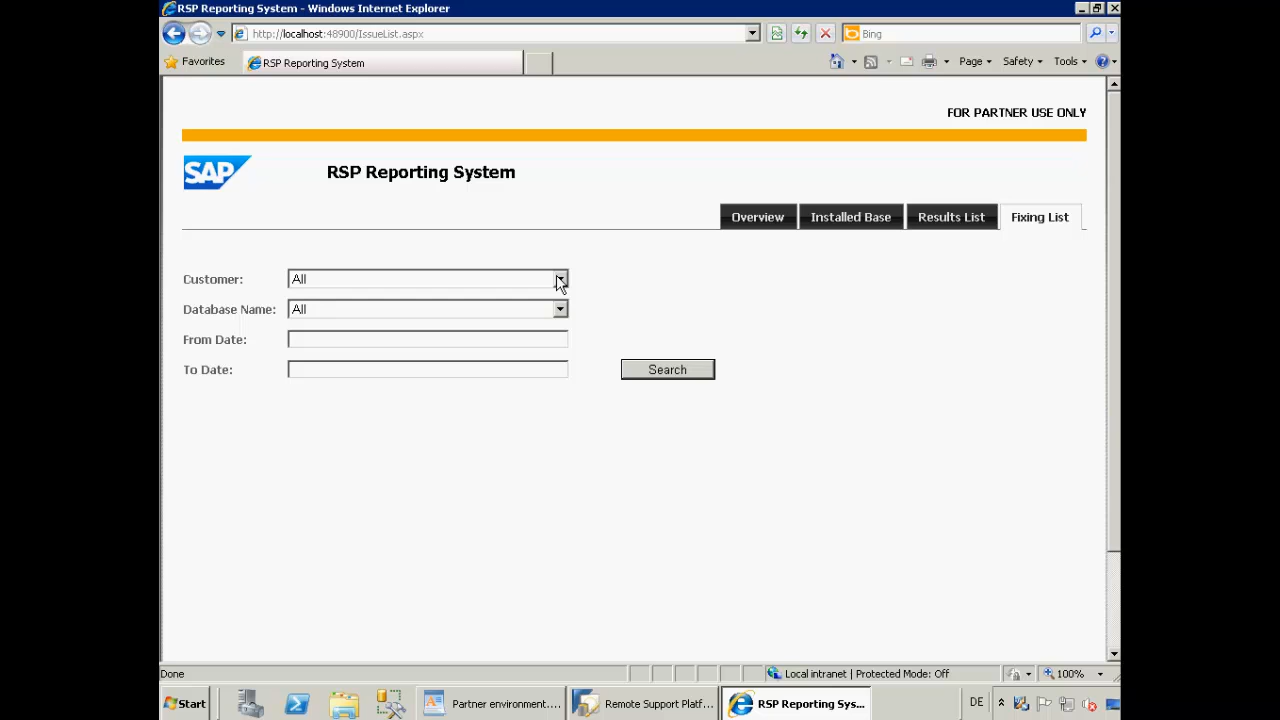 RSP Reporting System - Windows Internet Explorer
http://localhost:48900/IssueList.aspx
Bing
Favorites
RSP Reporting System
Page
Safety
Tools
FOR PARTNER USE ONLY
SAP
RSP Reporting System
Overview
Installed Base
Results List
Fixing List
Customer:
All
Database Name:
All
From Date:
To Date:
Search
Done
Local intranet | Protected Mode: Off
100%
Start
Partner environment....
Remote Support Platf...
RSP Reporting Sys...
DE